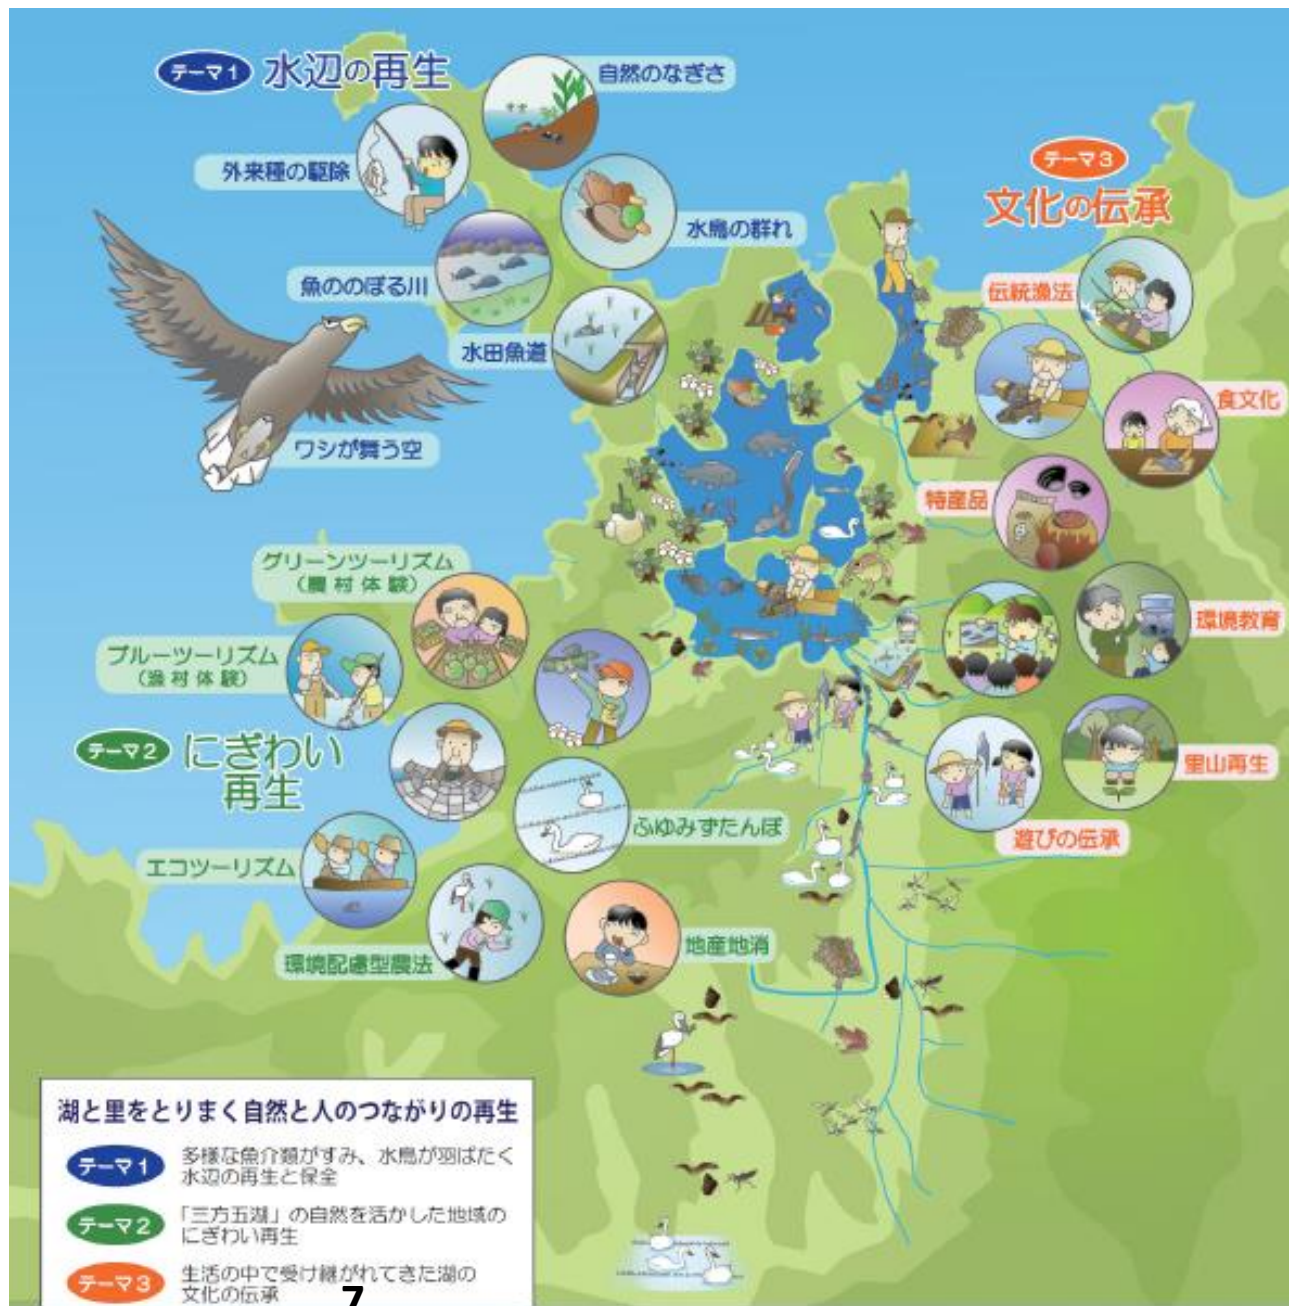 テーマ1 水辺の再生
自然のなぎさ
外来種の駆除
水鳥の群れ
魚ののぼる川
水田魚道
ワシが舞う空
テーマ3
文化の伝承
伝統漁法
食文化
特産品
環境教育
里山再生
遊びの伝承
グリーンツーリズム
(農村体験)
ブルーツーリズム
(漁村体験)
テーマ2 にぎわい
再生
ふゆみずたんぼ
エコツーリズム
環境配慮型農法
地産地消
湖と里をとりまく自然と人のつながりの再生
テーマ1 多様な魚介類がすみ、水鳥が羽ばたく
水辺の再生と保全
テーマ2 「三方五湖」の自然を活かした地域の
にぎわい再生
テーマ3 生活の中で受け継がれてきた湖の
文化の伝承
7